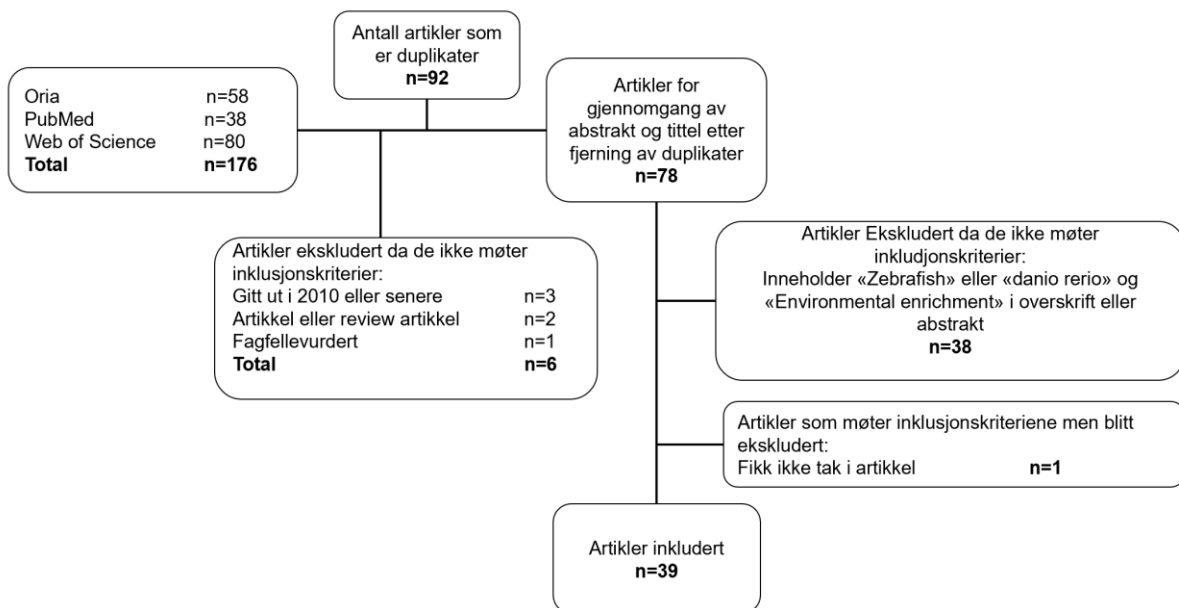 Antall artikler som
er duplikater
n=92
Oria n=58
PubMed n=38
Web of Science n=80
Total n=176
Artikler for
gjennomgang av
abstrakt og tittel etter
fjerning av duplikater
n=78
Artikler ekskludert da de ikke møter
inklusjonskriterier:
Gitt ut i 2010 eller senere n=3
Artikkel eller review artikkel n=2
Fagfellevurdert n=1
Total n=6
Artikler Ekskludert da de ikke møter
inkludjonskriterier:
Inneholder «Zebrafish» eller «danio rerio» og
«Environmental enrichment» i overskrift eller
abstrakt
n=38
Artikler som møter inklusjonskriteriene men blitt
ekskludert:
Fikk ikke tak i artikkel n=1
Artikler inkludert
n=39